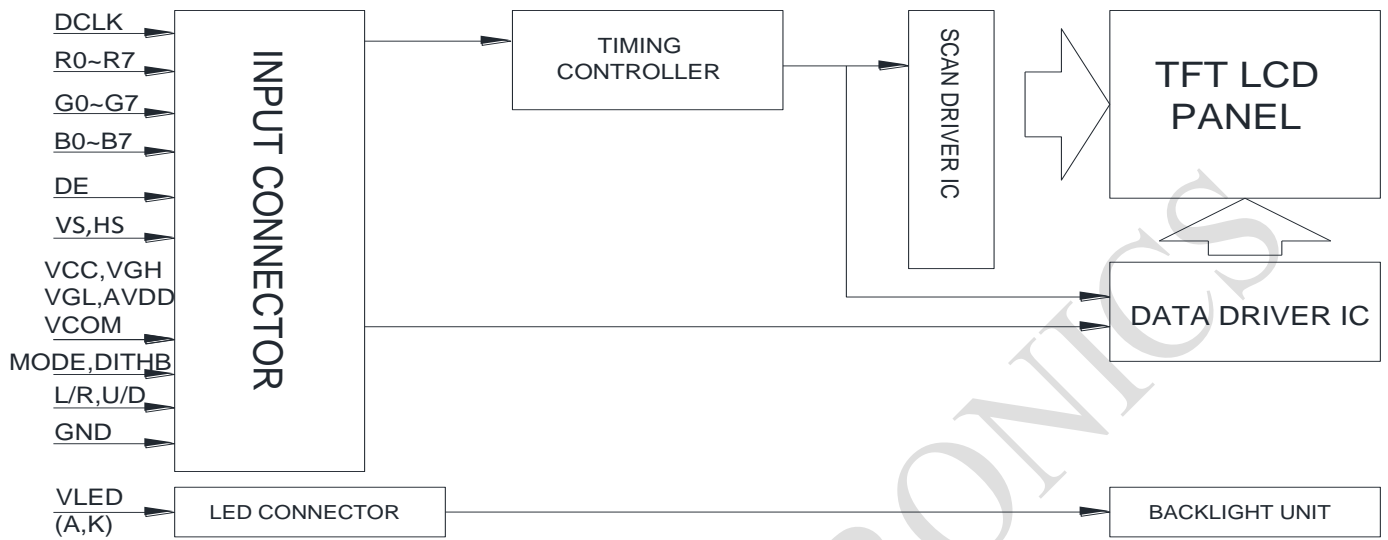 DCLK
R0~R7
G0~G7
B0~B7
DE
VS,HS
VCC,VGH
VGL,AVDD
VCOM
MODE,DITHB
L/R,U/D
GND
VLED
(A,K)
INPUT CONNECTOR
LED CONNECTOR
TIMING
CONTROLLER
SCAN DRIVER IC
TFT LCD
PANEL
DATA DRIVER IC
BACKLIGHT UNIT
RONICS